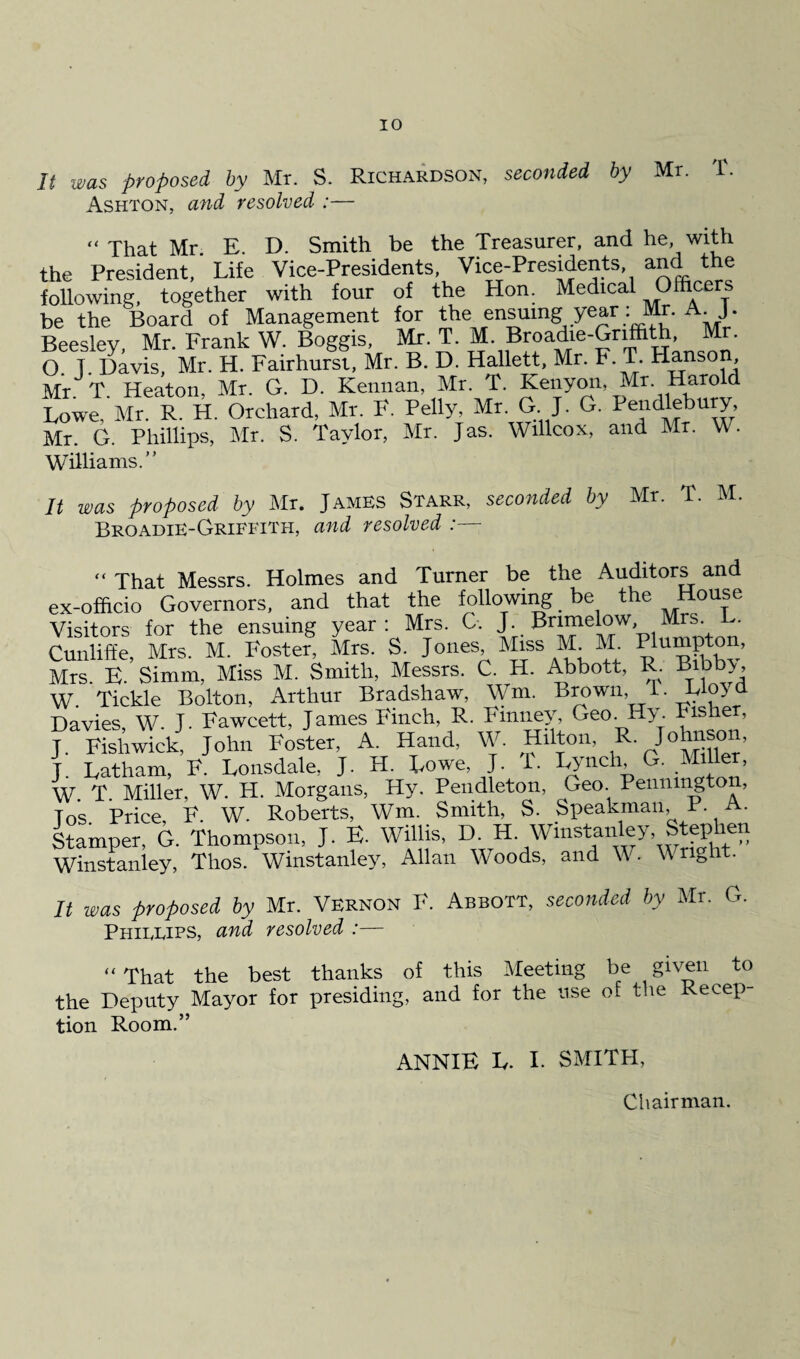 10
It was proposed by Mr. S. Richardson, seconded by Mr. T.
Ashton, and resolved :—
“ That Mr. E. D. Smith be the Treasurer, and he, with
the President, Life Vice-Presidents, Vice-Presidents, and the
following, together with four of the Hon. Medical Officers
be the Board of Management for the ensuing year : Mr. A. J.
Beesley, Mr. Frank W. Boggis, Mr. T. M. Broadie-Griffith, Mr.
O. J. Davis, Mr. H. Fairhurst, Mr. B. D. Hallett, Mr. F. T. Hanson,
Mr. T. Heaton, Mr. G. D. Kennan, Mr. T. Kenyon, Mr. Harold
Lowe, Mr. R. H. Orchard, Mr. F. Pelly, Mr. G. J. G. Pendlebury,
Mr. G. Phillips, Mr. S. Taylor, Mr. Jas. Willcox, and Mr. W.
Williams.”
It was proposed by Mr. James Starr, seconded by Mr. T. M.
Broadie-Griffith, and resolved :—
“ That Messrs. Holmes and Turner be the Auditors and
ex-officio Governors, and that the following be the House
Visitors for the ensuing year : Mrs. C. J. Brimelow, Mrs. L.
Cunliffe, Mrs. M. Foster, Mrs. S. Jones, Miss M. M. Plumpton,
Mrs. E. Simm, Miss M. Smith, Messrs. C. H. Abbott, R. Bibby,
W. Tickle Bolton, Arthur Bradshaw, Wm. Brown, T. Lloyd
Davies, W. J. Fawcett, James Finch, R. Finney, Geo. Hy. Fisher,
J. Fishwick, John Foster, A. Hand, W. Hilton, R. Johnson,
J. Latham, F. Lonsdale, J. H. Lowe, J. T. Lynch, G. Miller,
W. T. Miller, W. H. Morgans, Hy. Pendleton, Geo. Pennington,
Jos. Price, F. W. Roberts, Wm. Smith, S. Speakman, P. A.
Stamper, G. Thompson, J. E. Willis, D. H. Winstanley, Stephen
Winstanley, Thos. Winstanley, Allan Woods, and W. Wright.”
It was proposed by Mr. Vernon F. Abbott, seconded by Mr. G.
Phillips, and resolved :—
“ That the best thanks of this Meeting be given to
the Deputy Mayor for presiding, and for the use of the Recep-
tion Room.”
ANNIE L. I. SMITH,
Chairman.